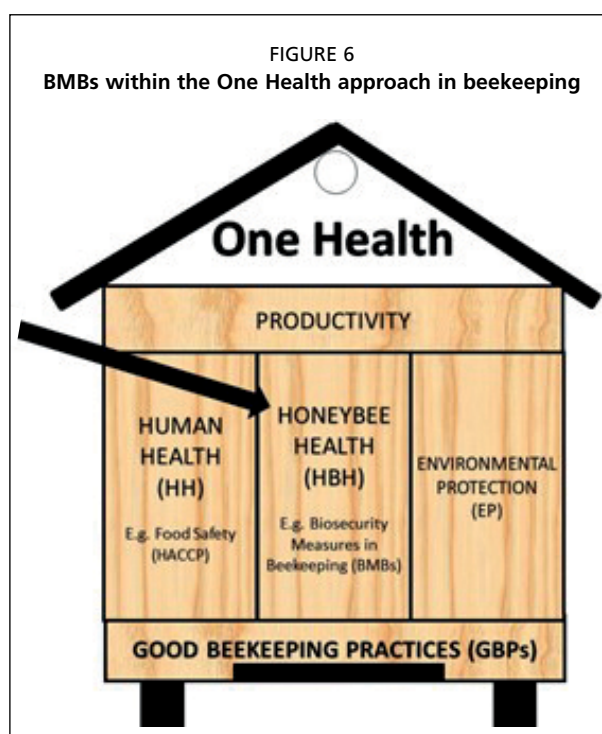 FIGURE 6
BMBs within the One Health approach in beekeeping
One Health
PRODUCTIVITY
HUMAN
HEALTH
(HH)
E.g. Food Safety
(HACCP)
HONEYBEE
HEALTH
(HBH)
E.g. Biosecurity
Measures in
Beekeeping (BMBs)
ENVIRONMENTAL
PROTECTION
(EP)
GOOD BEEKEEPING PRACTICES (GBPs)